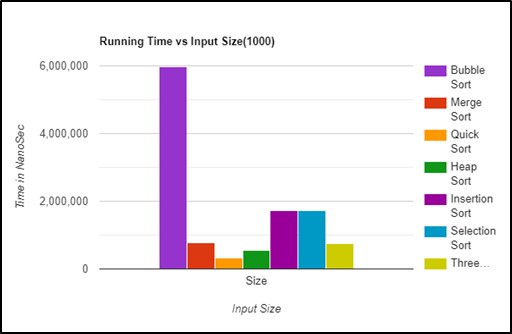 Running Time vs Input Size(1000)
6,000,000
4,000,000
2,000,000
0
Time in NanoSec
Size
Input Size
Bubble
Sort
Merge
Sort
Quick
Sort
Heap
Sort
Insertion
Sort
Selection
Sort
Three…